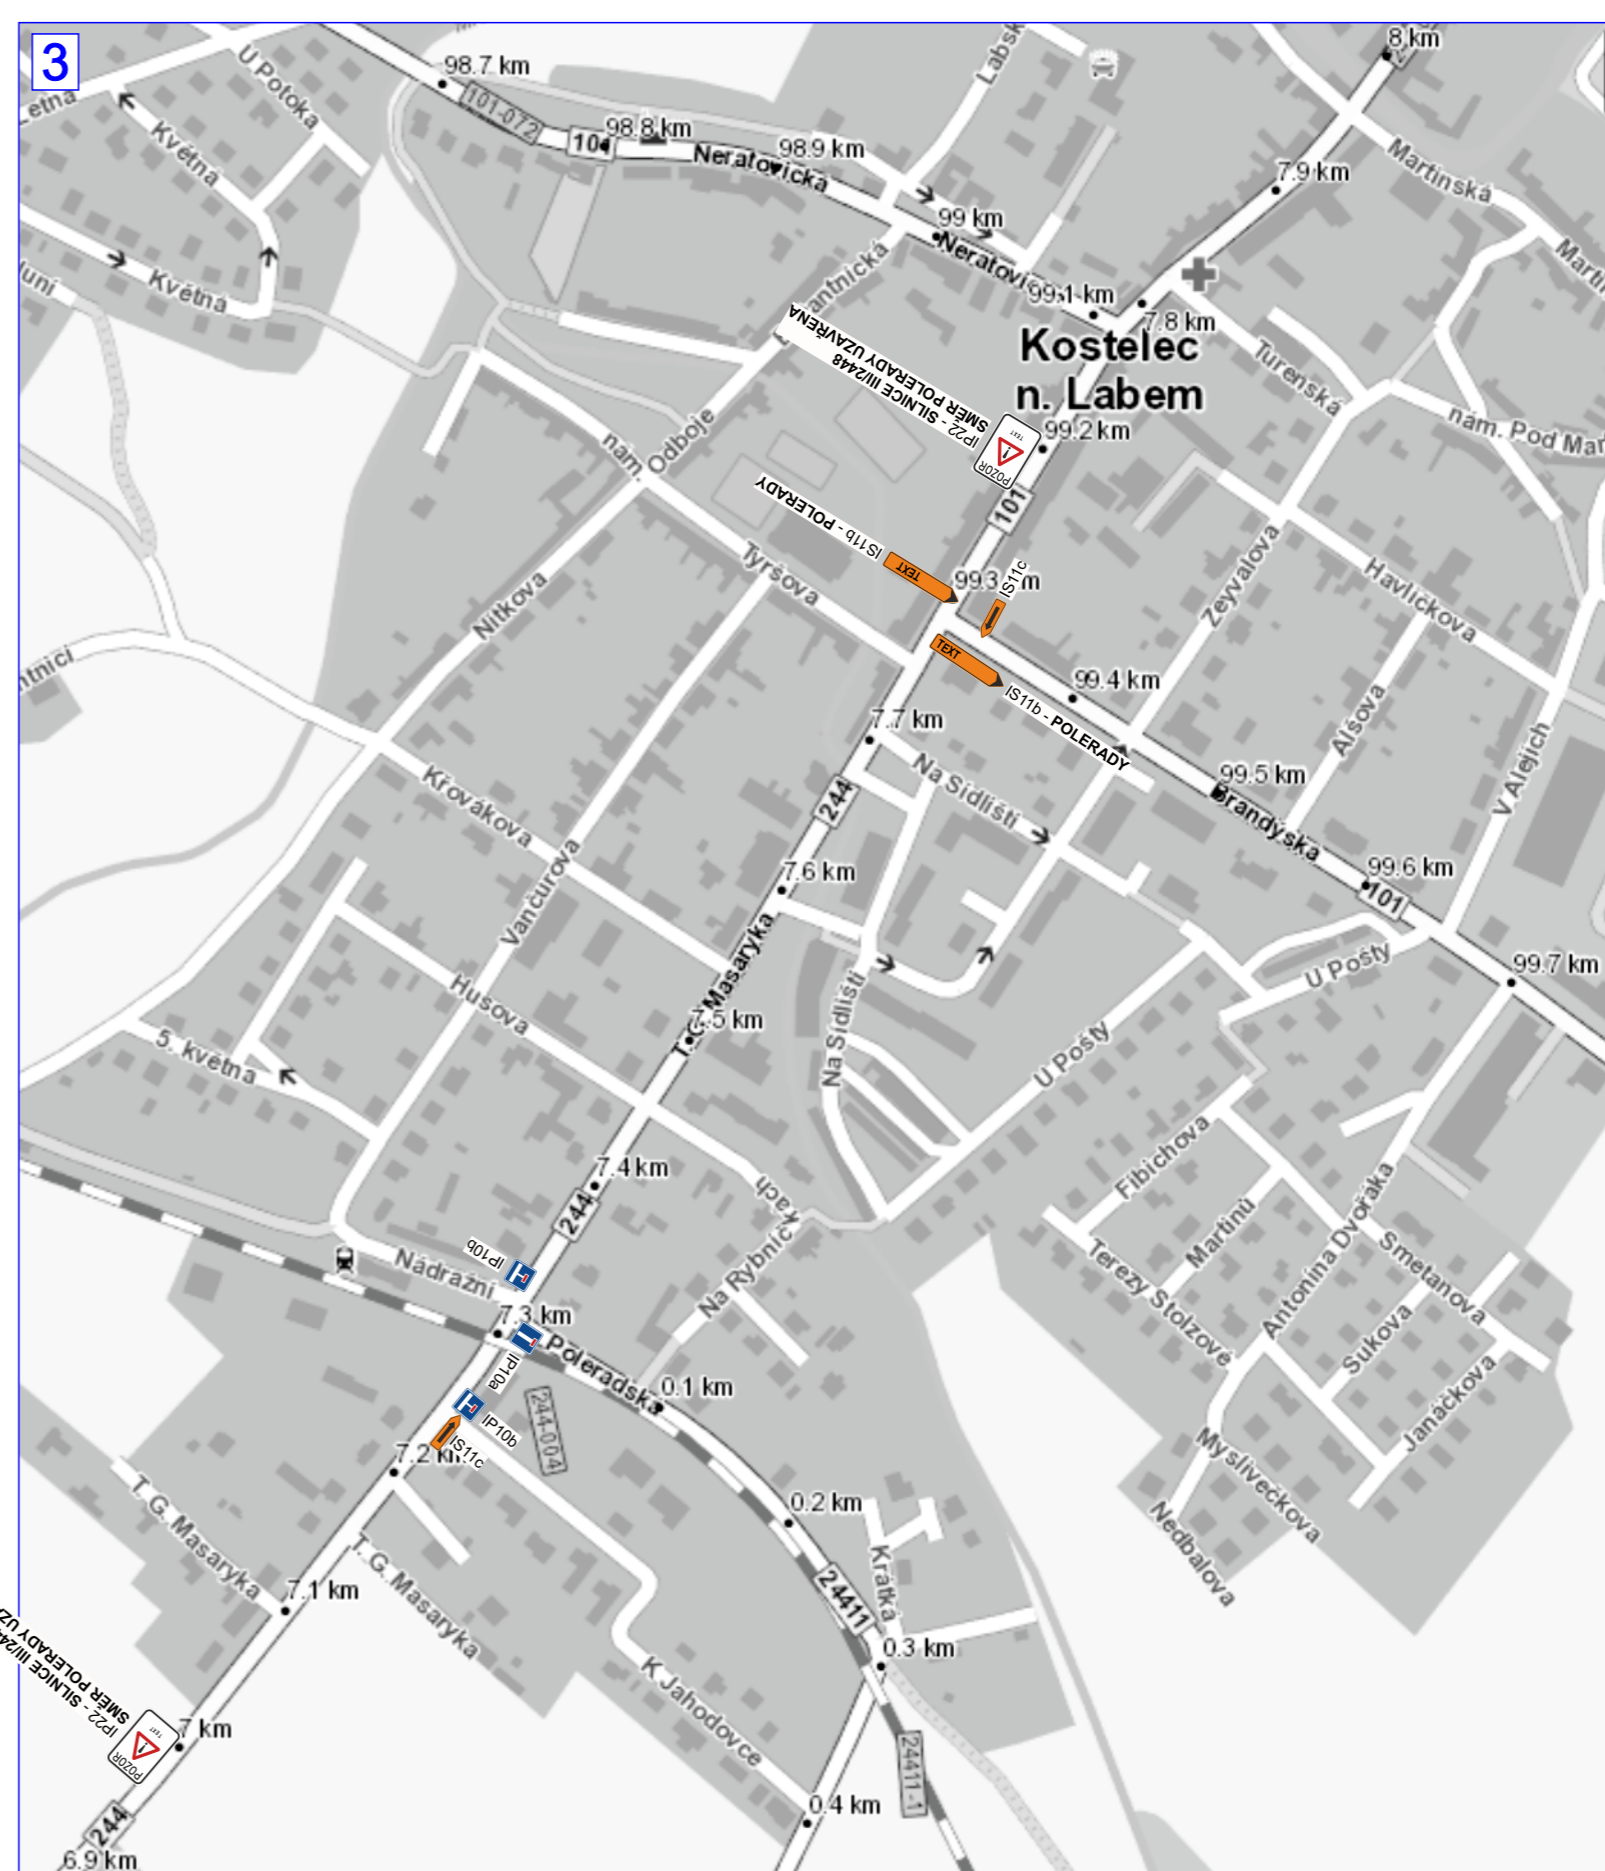 3
8 km
98.7 km
Labsk
U Potoka
Letná
101-072
98.8 km
10
98.9 km
Neratovická
Květná
Martinská
7.9 km
99 km
Neratovic
Květná
99.1 km
7.8 km
Kostelec
n. Labem
Turenská
IP22 - SILNICE III/2448
SMĚR POLERADY UZAVŘENA
POZOR
TEXT
99.2 km
nám. Odboje
nám. Pod Mar
101
IS11b - POLERADY
TEXT
99.3
IS11c
Tyršova
Zeyvalova
Havlíčkova
Nitkova
TEXT
IS11b - POLERADY
99.4 km
7.7 km
Alšova
V Alejích
Na Sídlišti
99.5 km
Brandýská
244
Křovákova
Vančurova
7.6 km
99.6 km
101
T. G. Masaryka
U Pošty
99.7 km
Husova
7.5 km
Na Sídlišti
U Pošty
5. května
Fibichova
7.4 km
Martinů
Antonína Dvořáka
Smetanova
244
Na Rybníčkách
Terezy Stolzové
IP10b
Nádražní
7.3 km
Sukova
Poleradská
IP10a
0.1 km
Janáčkova
244-004
IP10b
IS11c
7.2 km
Myslivečkova
T. G. Masaryka
0.2 km
Nedbalova
T. G. Masaryka
24411
Krátká
7.1 km
0.3 km
IP22 - SILNICE III/24
SMĚR POLERADY UZ
K Jahodovce
POZOR
TEXT
7 km
24411-1
0.4 km
244
6.9 km